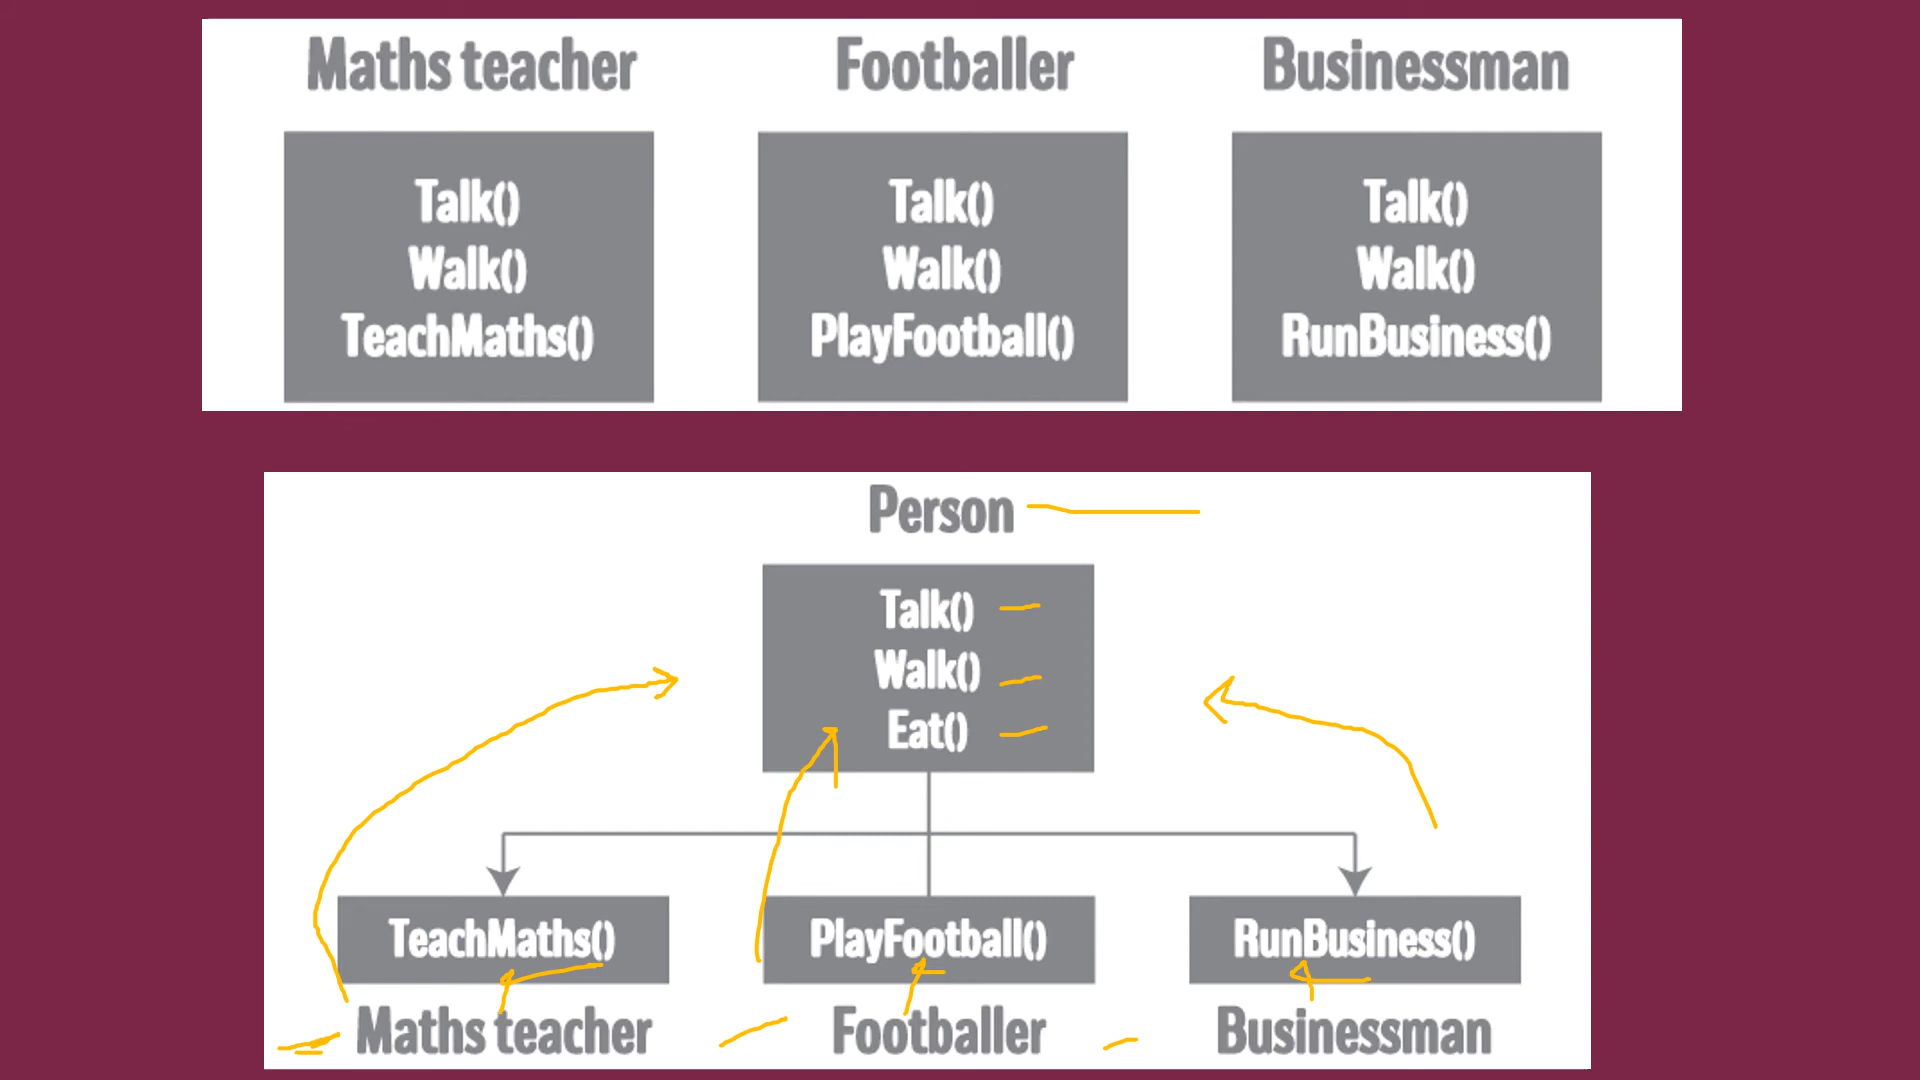 Maths teacher Footballer Businessman
Talk() Talk() Talk()
Walk() Walk() Walk()
TeachMaths() PlayFootball() RunBusiness()
Person
Talk()
Walk()
Eat()
TeachMaths() PlayFootball() RunBusiness()
Maths teacher Footballer Businessman